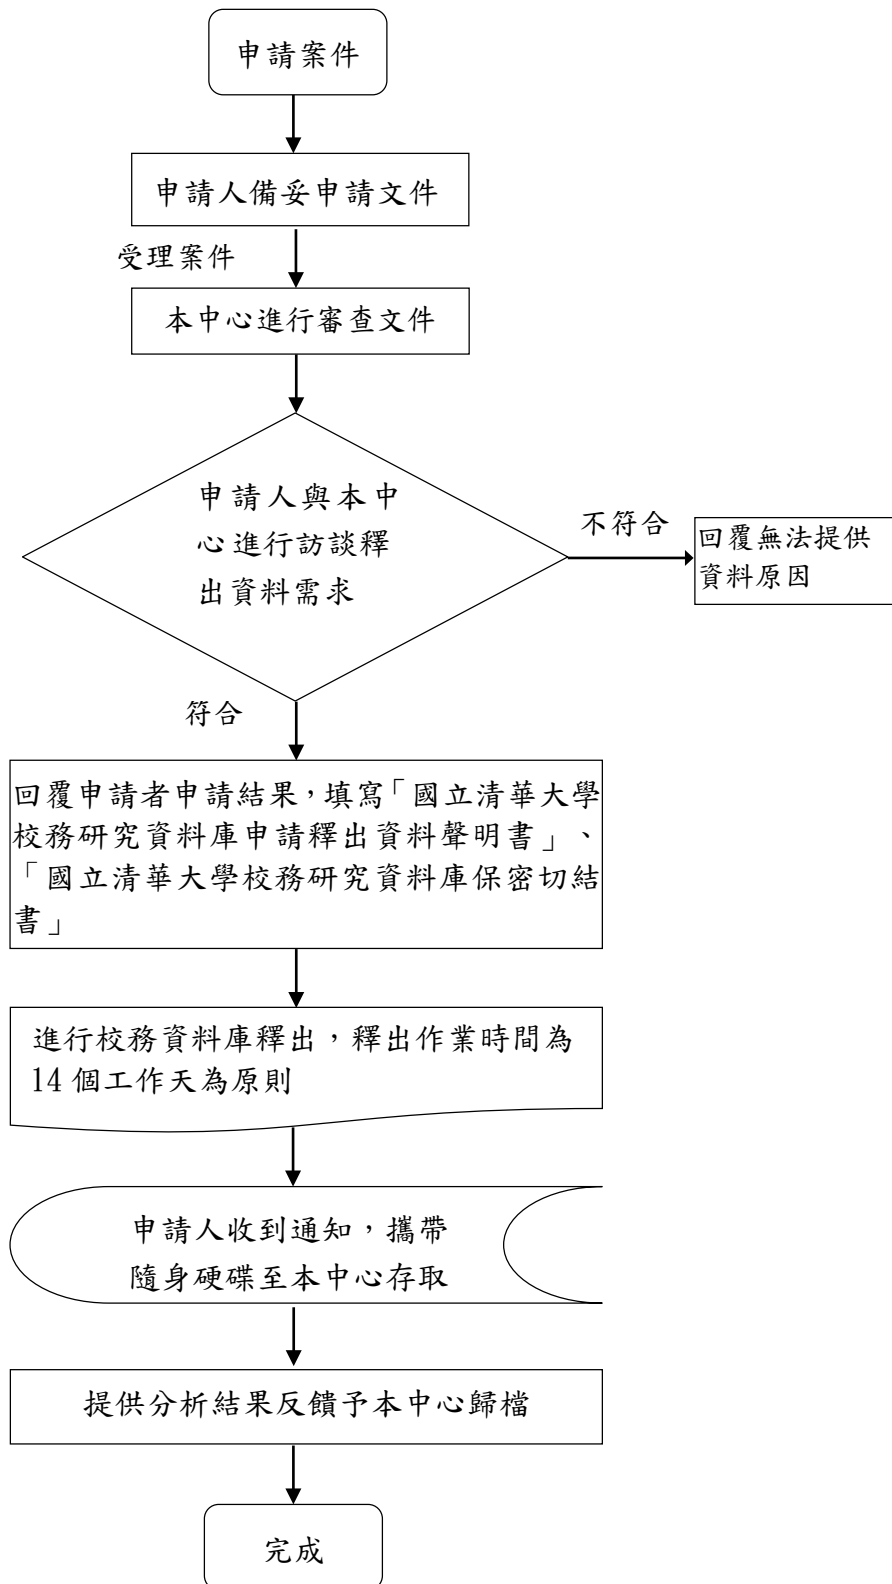 申請案件
申請人備妥申請文件
受理案件
本中心進行審查文件
申請人與本中
心進行訪談釋
出資料需求
不符合
回覆無法提供
資料原因
符合
回覆申請者申請結果，填寫「國立清華大學
校務研究資料庫申請釋出資料聲明書」、
「國立清華大學校務研究資料庫保密切結
書」
進行校務資料庫釋出，釋出作業時間為
14個工作天為原則
申請人收到通知，攜帶
隨身硬碟至本中心存取
提供分析結果反饋予本中心歸檔
完成